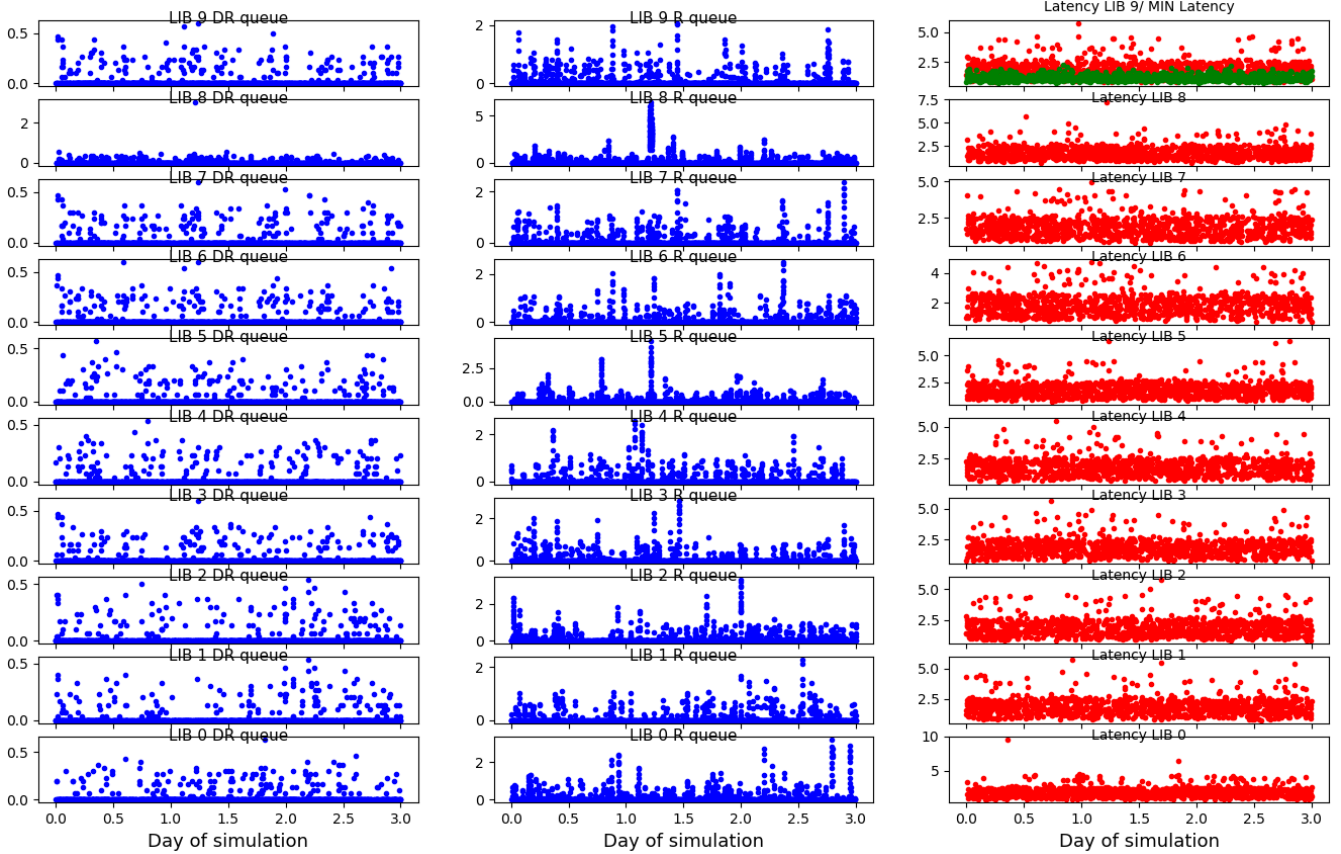 LIB 9 DR queue
0.5
0.0
LIB 9 R queue
2
0
Latency LIB 9/ MIN Latency
5.0
2.5
LIB 8 DR queue
2
0
LIB 8 R queue
5
0
Latency LIB 8
7.5
5.0
2.5
LIB 7 DR queue
0.5
0.0
LIB 7 R queue
2
0
Latency LIB 7
5.0
2.5
LIB 6 DR queue
0.5
0.0
LIB 6 R queue
2
0
Latency LIB 6
4
2
LIB 5 DR queue
0.5
0.0
LIB 5 R queue
2.5
0.0
Latency LIB 5
5.0
2.5
LIB 4 DR queue
0.5
0.0
LIB 4 R queue
2
0
Latency LIB 4
5.0
2.5
LIB 3 DR queue
0.5
0.0
LIB 3 R queue
2
0
Latency LIB 3
5.0
2.5
LIB 2 DR queue
0.5
0.0
LIB 2 R queue
2
0
Latency LIB 2
5.0
2.5
LIB 1 DR queue
0.5
0.0
LIB 1 R queue
2
0
Latency LIB 1
5.0
2.5
LIB 0 DR queue
0.5
0.0
LIB 0 R queue
2
0
Latency LIB 0
10
5
0.0 0.5 1.0 1.5 2.0 2.5 3.0
0.0 0.5 1.0 1.5 2.0 2.5 3.0
0.0 0.5 1.0 1.5 2.0 2.5 3.0
Day of simulation
Day of simulation
Day of simulation